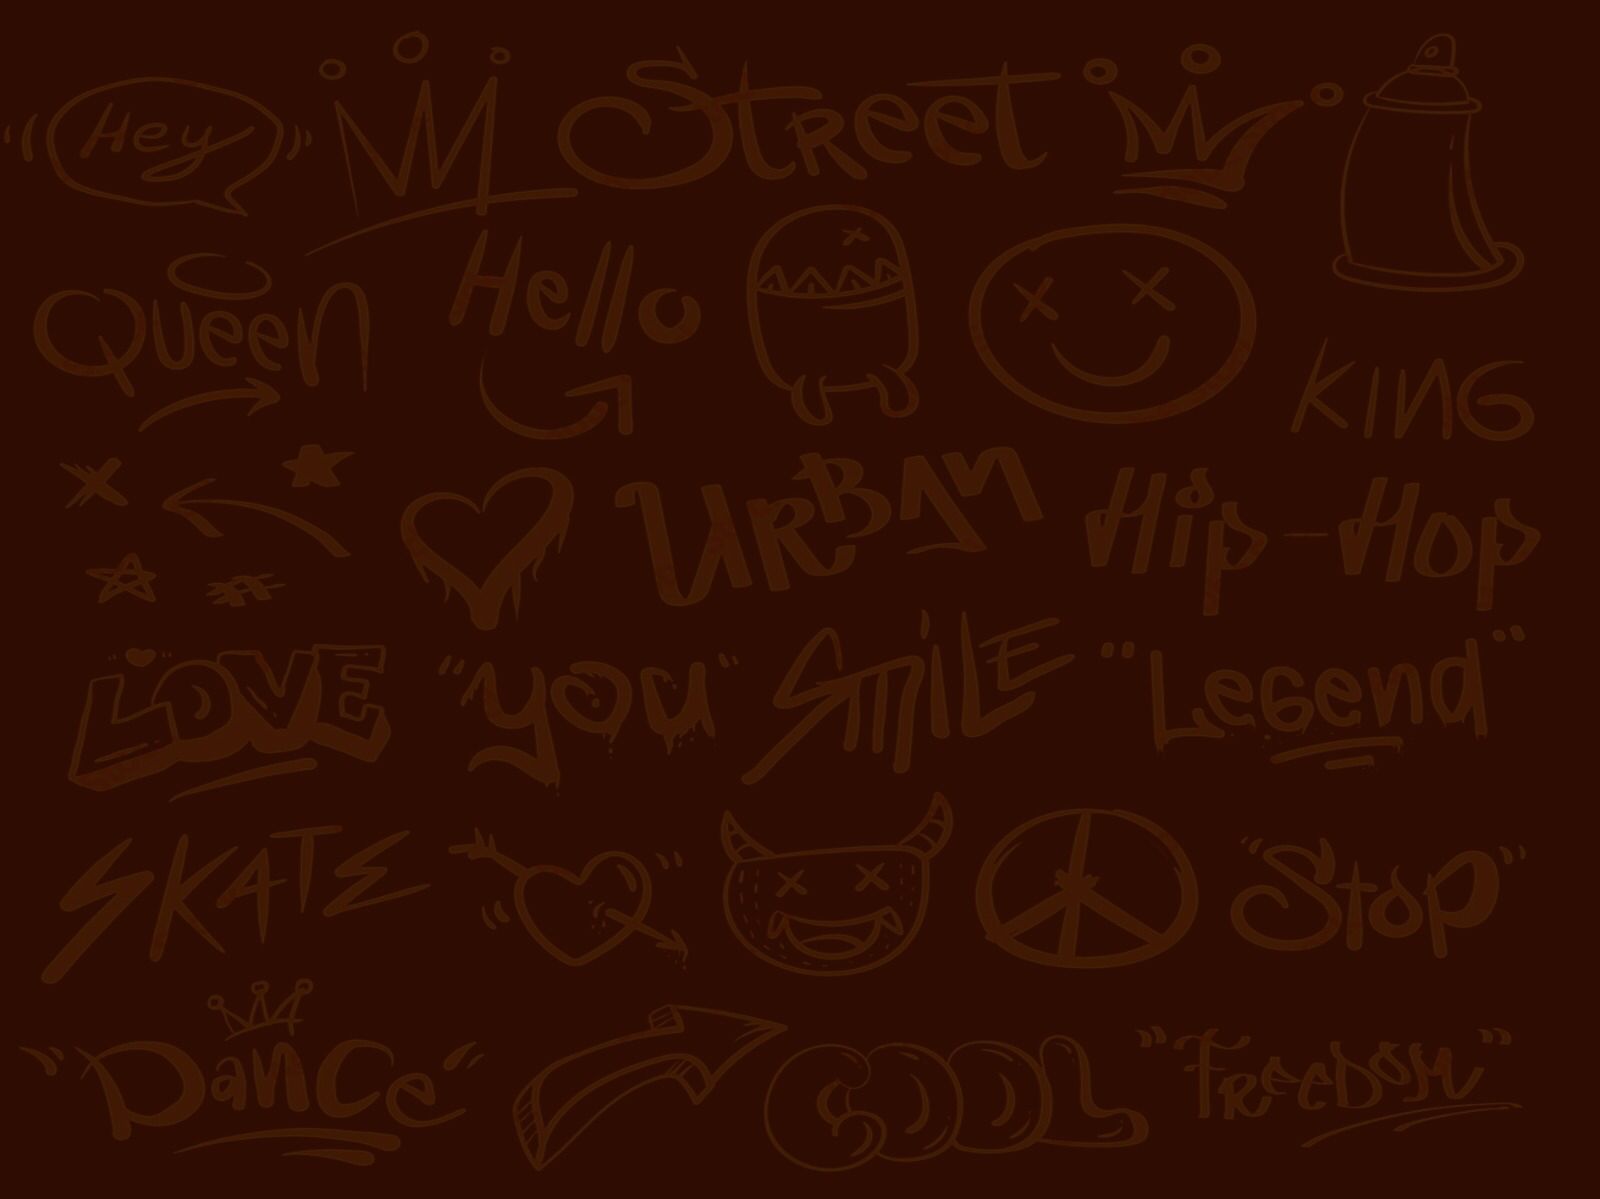 Hey
Street
Queen
Hello
KING
URBAN
Hip-Hop
LOVE
"you"
SMILE
"Legend"
SKATE
"Stop"
"Dance"
COOL
"FREEDOM"